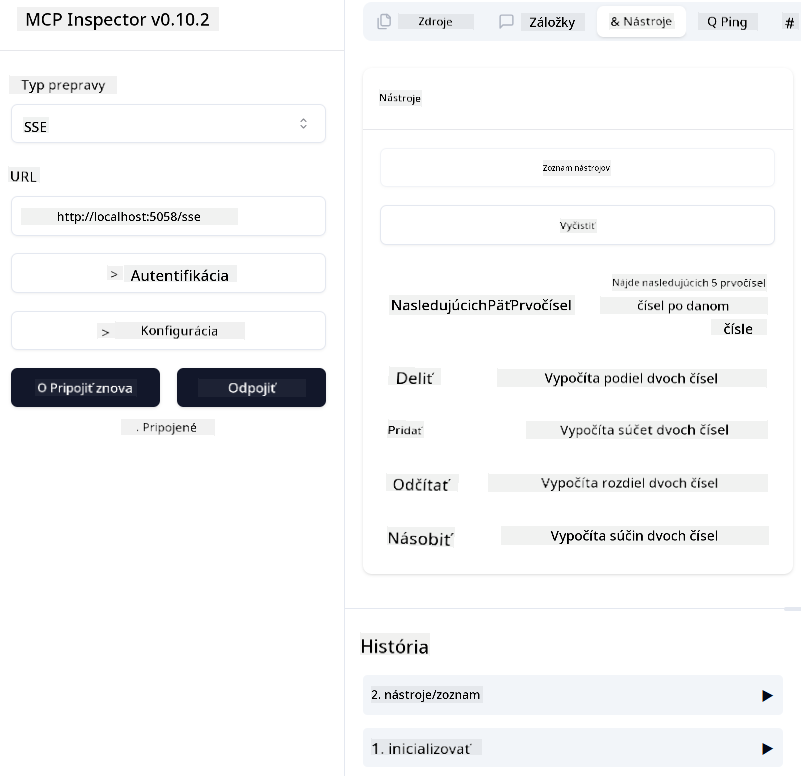 MCP Inspector v0.10.2
Typ prepravy
SSE
URL
http://localhost:5058/sse
> Autentifikácia
> Konfigurácia
O Pripojiť znova
Odpojiť
. Pripojené
Zdroje
Záložky
& Nástroje
Q Ping
#
Nástroje
Zoznam nástrojov
Vyčistiť
NasledujúcichPäťPrvočísel
Nájde nasledujúcich 5 prvočísel
čísel po danom
čísle
Deliť
Vypočíta podiel dvoch čísel
Pridať
Vypočíta súčet dvoch čísel
Odčítať
Vypočíta rozdiel dvoch čísel
Násobiť
Vypočíta súčin dvoch čísel
História
2. nástroje/zoznam
1. inicializovať